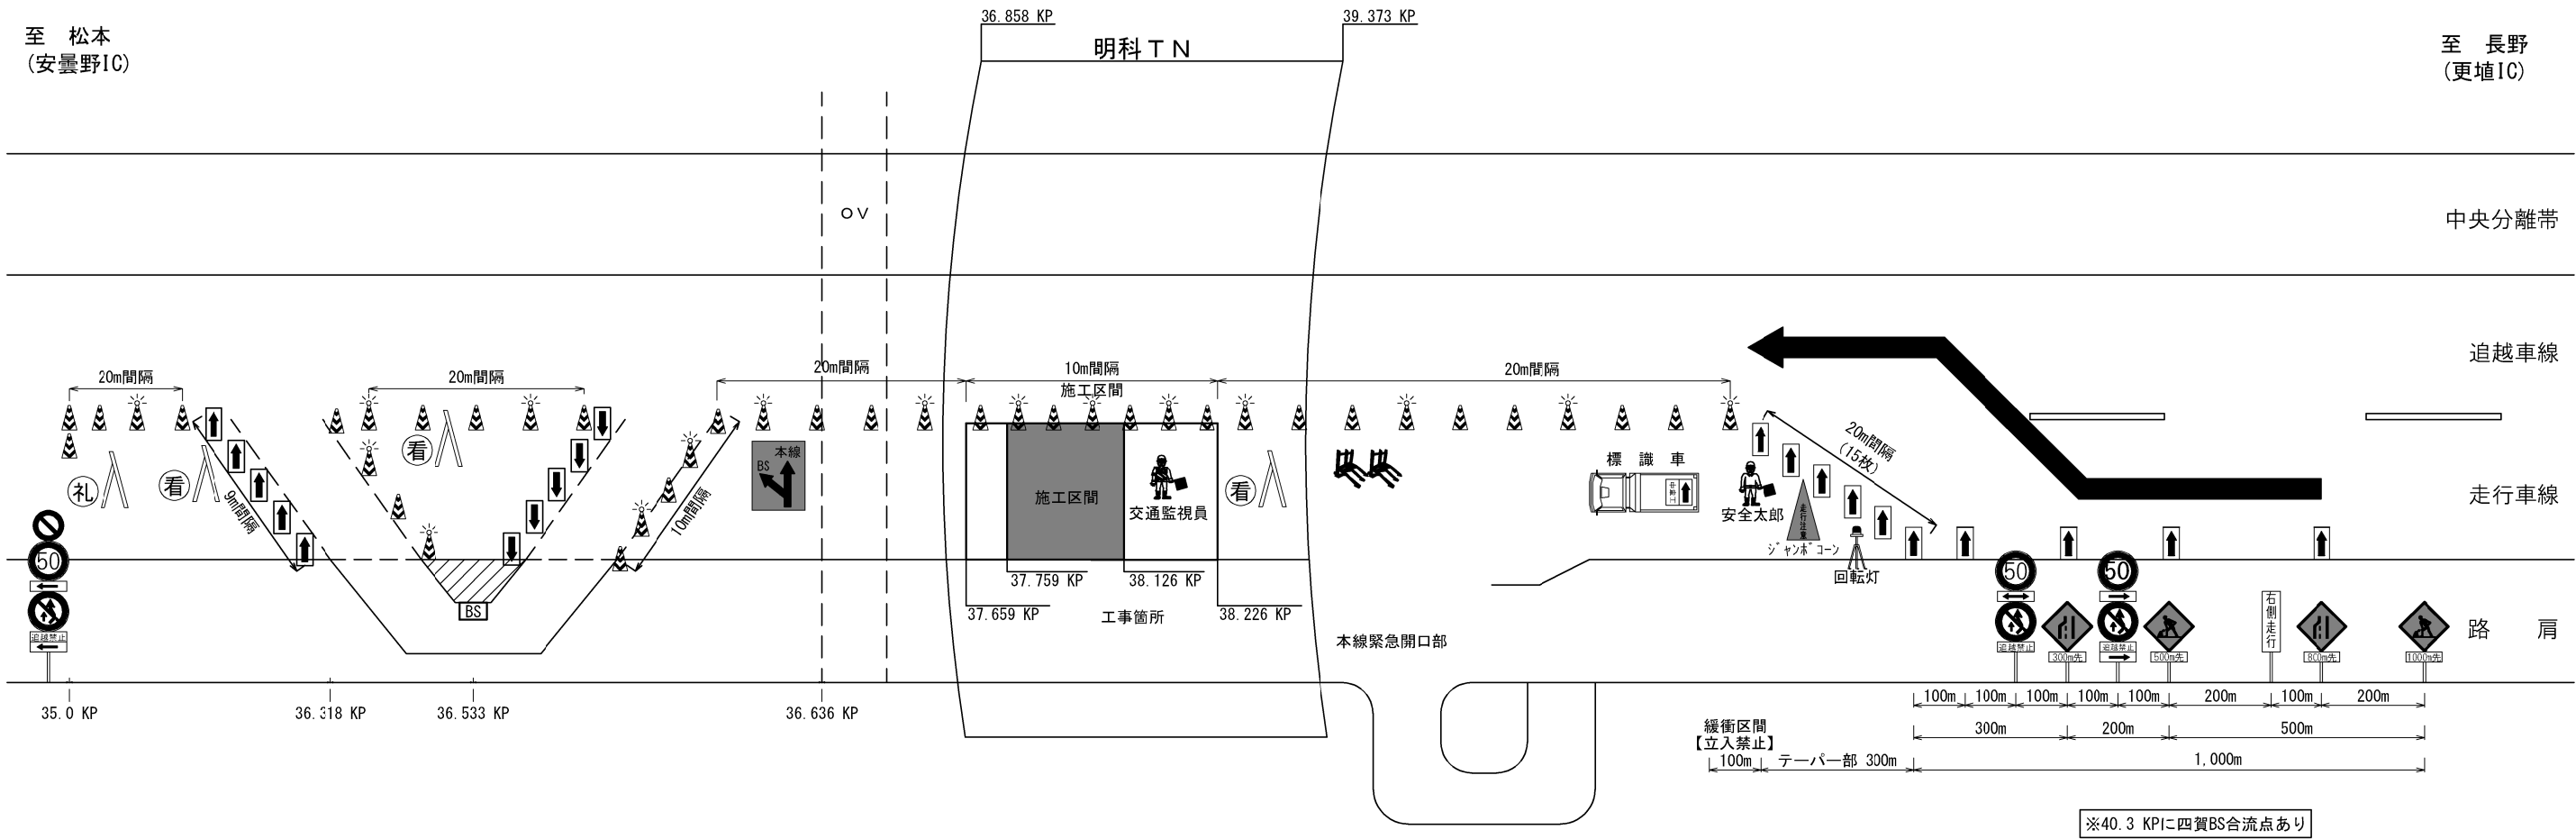 至　松本
(安曇野IC)
36.858 KP
39.373 KP
明科TN
至　長野
(更埴IC)
OV
中央分離帯
追越車線
走行車線
路　肩
20m間隔
20m間隔
20m間隔
10m間隔
施工区間
20m間隔
20m間隔
(15枚)
看
看
礼
看
9m間隔
10m間隔
本線
BS
施工区間
交通監視員
標 識 車
安全太郎
走行注意
ジャンボコーン
回転灯
50
追越禁止
BS
37.759 KP
38.126 KP
37.659 KP
38.226 KP
工事箇所
本線緊急開口部
50
追越禁止
300m先
50
追越禁止
500m先
右側走行
800m先
1000m先
35.0 KP
36.318 KP
36.533 KP
36.636 KP
100m
100m
100m
100m
100m
200m
100m
200m
300m
200m
500m
緩衝区間
【立入禁止】
100m
テーパー部 300m
1,000m
※40.3 KPに四賀BS合流点あり